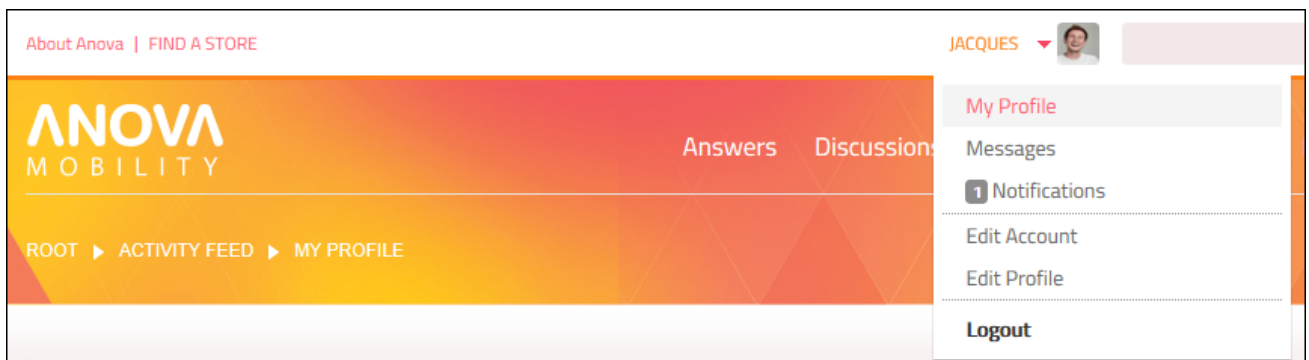 About Anova | FIND A STORE
JACQUES
ANOVA
MOBILITY
Answers Discussions
ROOT ▶ ACTIVITY FEED ▶ MY PROFILE
My Profile
Messages
1 Notifications
Edit Account
Edit Profile
Logout